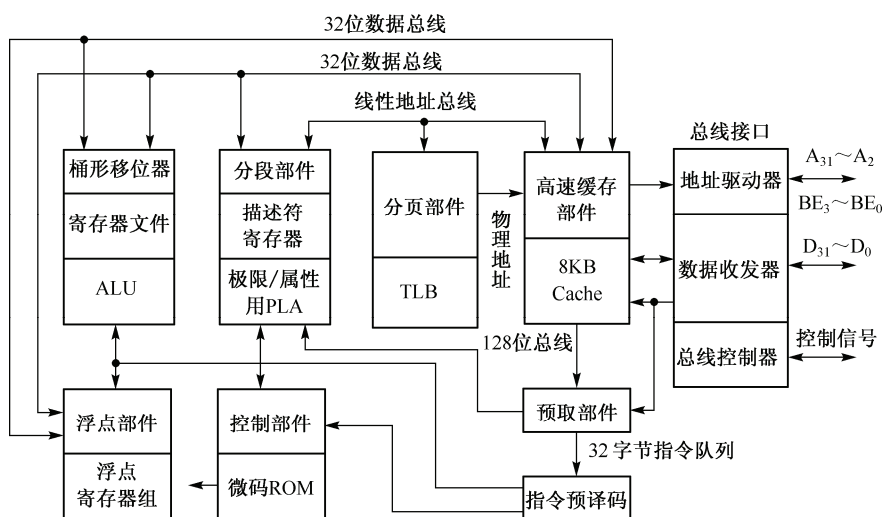 32位数据总线
32位数据总线
线性地址总线
总线接口
桶形移位器
寄存器文件
ALU
分段部件
描述符
寄存器
极限/属性
用PLA
分页部件
TLB
物理地址
高速缓存
部件
8KB
Cache
地址驱动器
数据收发器
总线控制器
A31～A2
BE3～BE0
D31～D0
控制信号
128位总线
浮点部件
浮点
寄存器组
控制部件
微码ROM
预取部件
32 字节指令队列
指令预译码